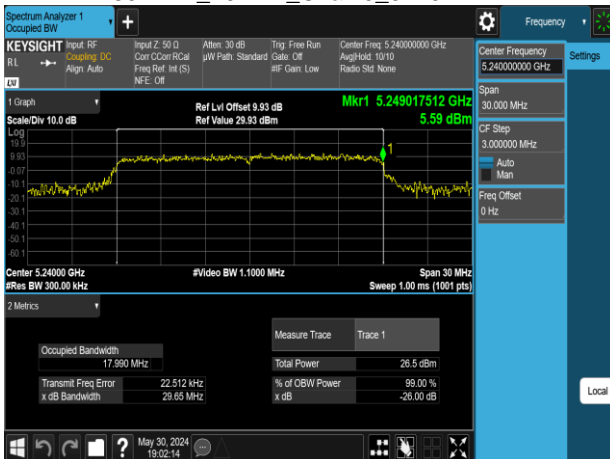 Spectrum Analyzer 1
Occupied BW
+
Frequency
KEYSIGHT
Input: RF
Coupling: DC
Align: Auto
Input Z: 50 Ω
Corr CCorr RCal
Freq Ref: Int (S)
NFE: Off
Atten: 30 dB
µW Path: Standard
Trig: Free Run
Gate: Off
#IF Gain: Low
Center Freq: 5.240000000 GHz
Avg|Hold: 10/10
Radio Std: None
RL
LXI
1 Graph
Scale/Div 10.0 dB
Ref Lvl Offset 9.93 dB
Ref Value 29.93 dBm
Mkr1 5.249017512 GHz
5.59 dBm
Log
19.9
9.93
-0.07
-10.1
-20.1
-30.1
-40.1
-50.1
-60.1
1
Center 5.24000 GHz
#Res BW 300.00 kHz
#Video BW 1.1000 MHz
Span 30 MHz
Sweep 1.00 ms (1001 pts)
2 Metrics
Measure Trace Trace 1
Occupied Bandwidth
17.990 MHz
Total Power 26.5 dBm
Transmit Freq Error 22.512 kHz
% of OBW Power 99.00 %
x dB Bandwidth 29.65 MHz
x dB -26.00 dB
Center Frequency
5.240000000 GHz
Settings
Span
30.000 MHz
CF Step
3.000000 MHz
Auto
Man
Freq Offset
0 Hz
Local
?
May 30, 2024
19:02:14